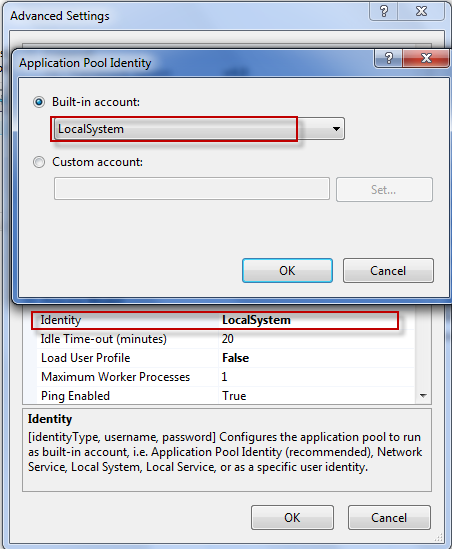 Advanced Settings
Application Pool Identity
Built-in account:
LocalSystem
Custom account:
Set...
OK Cancel
Identity LocalSystem
Idle Time-out (minutes) 20
Load User Profile False
Maximum Worker Processes 1
Ping Enabled True
Identity
[identityType, username, password] Configures the application pool to run
as built-in account, i.e. Application Pool Identity (recommended), Network
Service, Local System, Local Service, or as a specific user identity.
OK Cancel